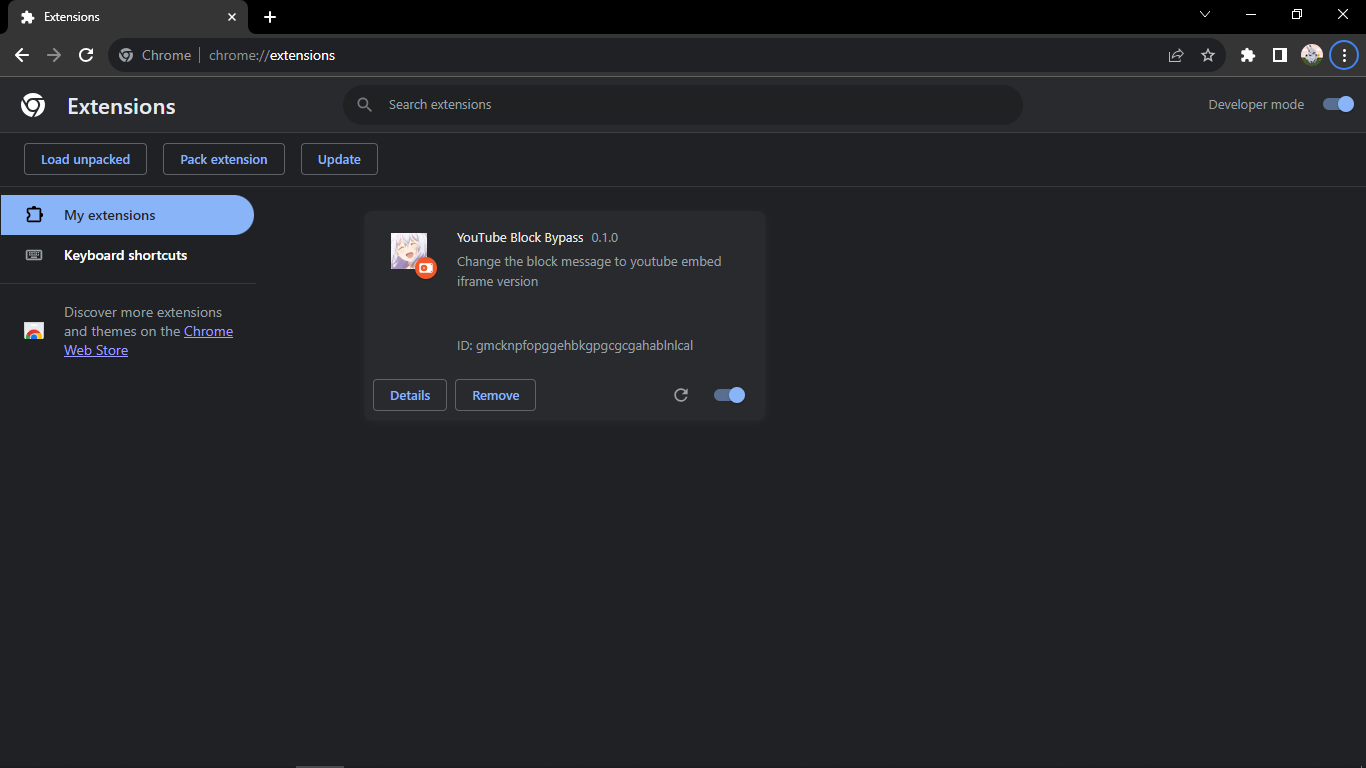 Extensions
Chrome
chrome://extensions
Extensions
Search extensions
Developer mode
Load unpacked
Pack extension
Update
My extensions
Keyboard shortcuts
Discover more extensions
and themes on the Chrome
Web Store
YouTube Block Bypass 0.1.0
Change the block message to youtube embed
iframe version
ID: gmcknpfopggehbkgpgcgcgahablnlcal
Details
Remove